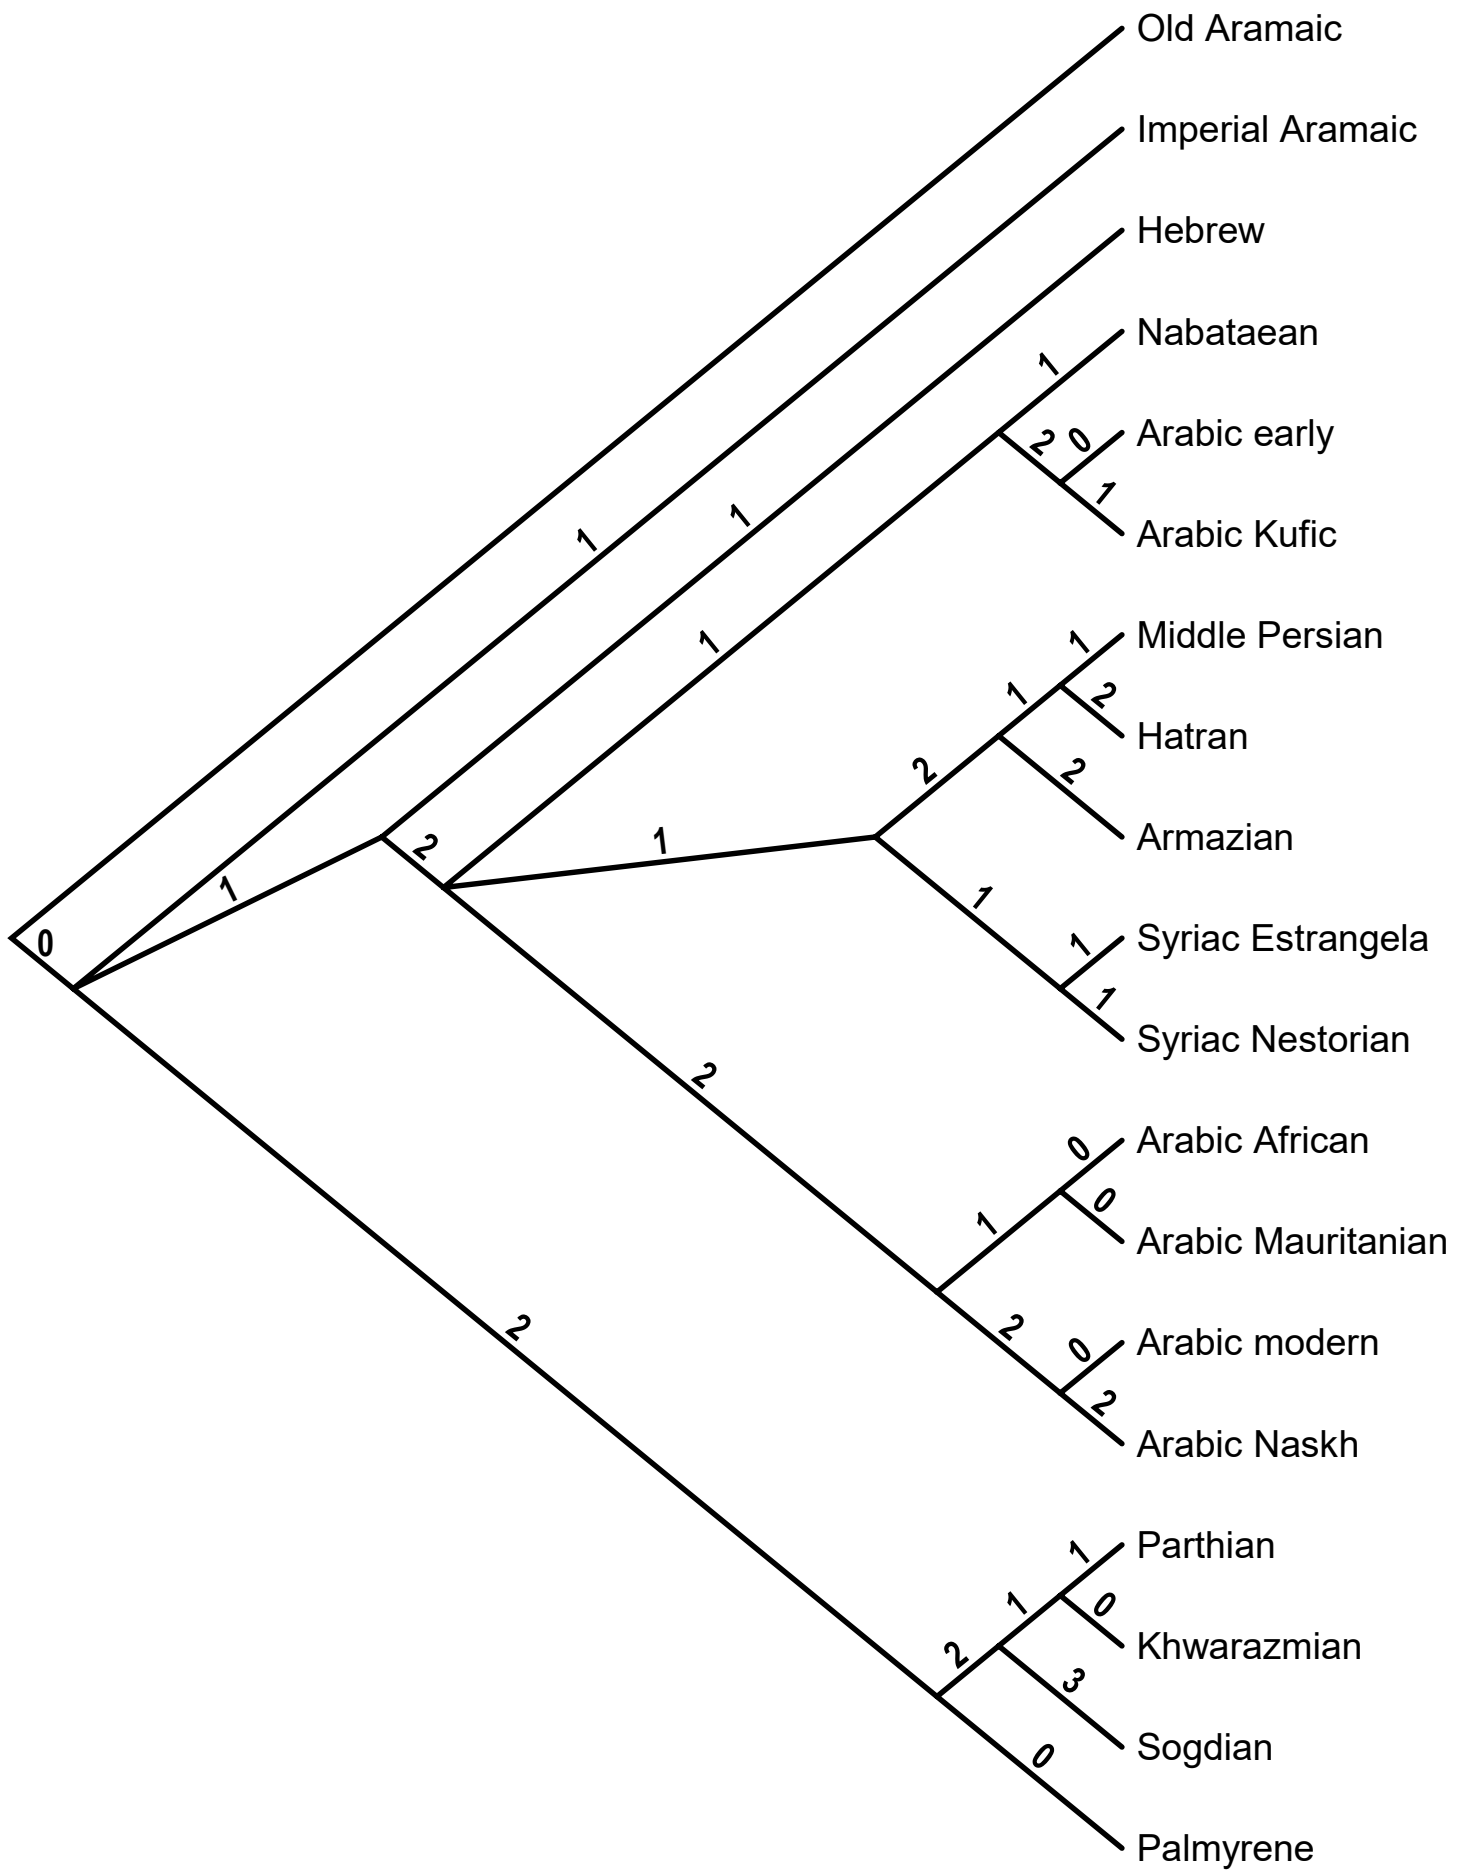 Old Aramaic
Imperial Aramaic
Hebrew
Nabataean
1
Arabic early
2 0
1
Arabic Kufic
1
1
1
Middle Persian
1
1
2
Hatran
2
2
Armazian
2
1
1
0
1
1
Syriac Estrangela
1
Syriac Nestorian
2
0
Arabic African
0
1
Arabic Mauritanian
2
2
0
Arabic modern
2
Arabic Naskh
1
Parthian
1
0
2
Khwarazmian
3
Sogdian
0
Palmyrene